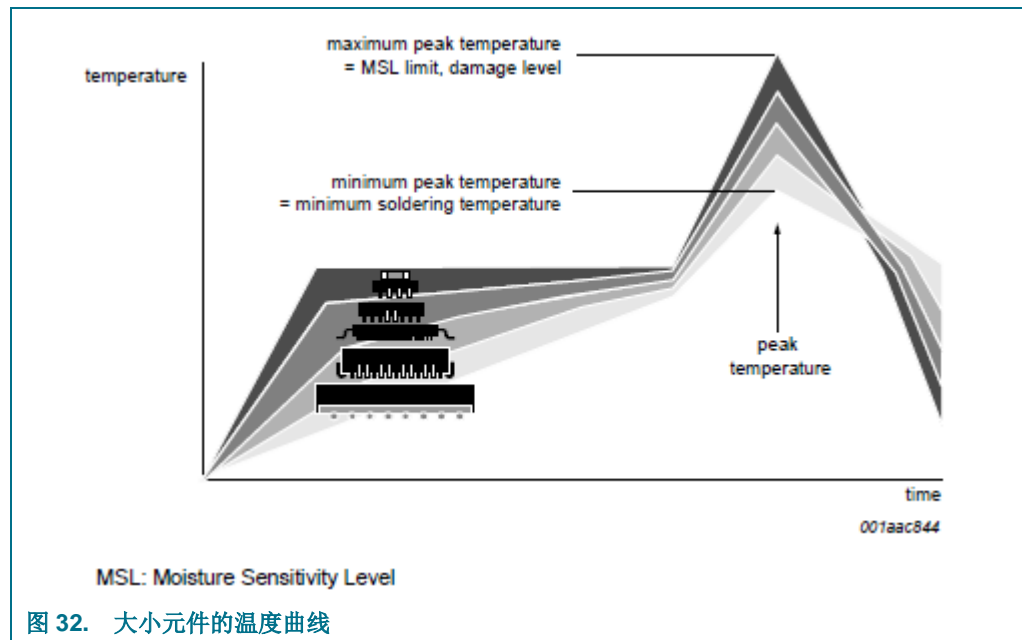 maximum peak temperature
= MSL limit, damage level
temperature
minimum peak temperature
= minimum soldering temperature
peak
temperature
time
001aac844
MSL: Moisture Sensitivity Level
图 32. 大小元件的温度曲线